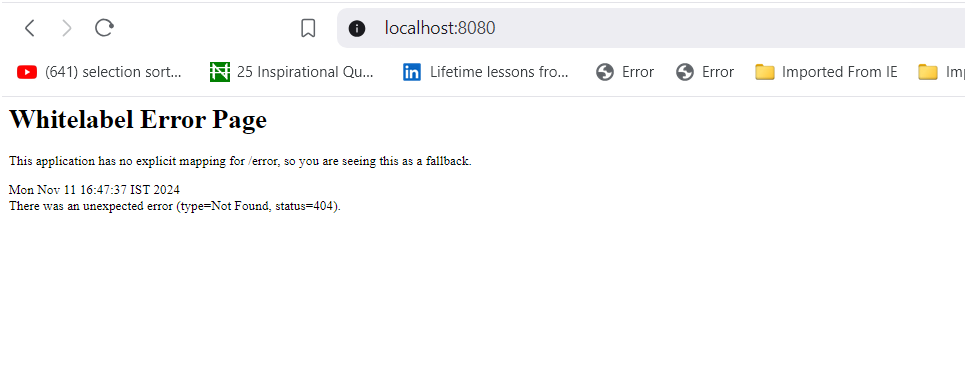 localhost:8080
(641) selection sort... 25 Inspirational Qu... Lifetime lessons fro... Error Error Imported From IE Imp
Whitelabel Error Page
This application has no explicit mapping for /error, so you are seeing this as a fallback.
Mon Nov 11 16:47:37 IST 2024
There was an unexpected error (type=Not Found, status=404).